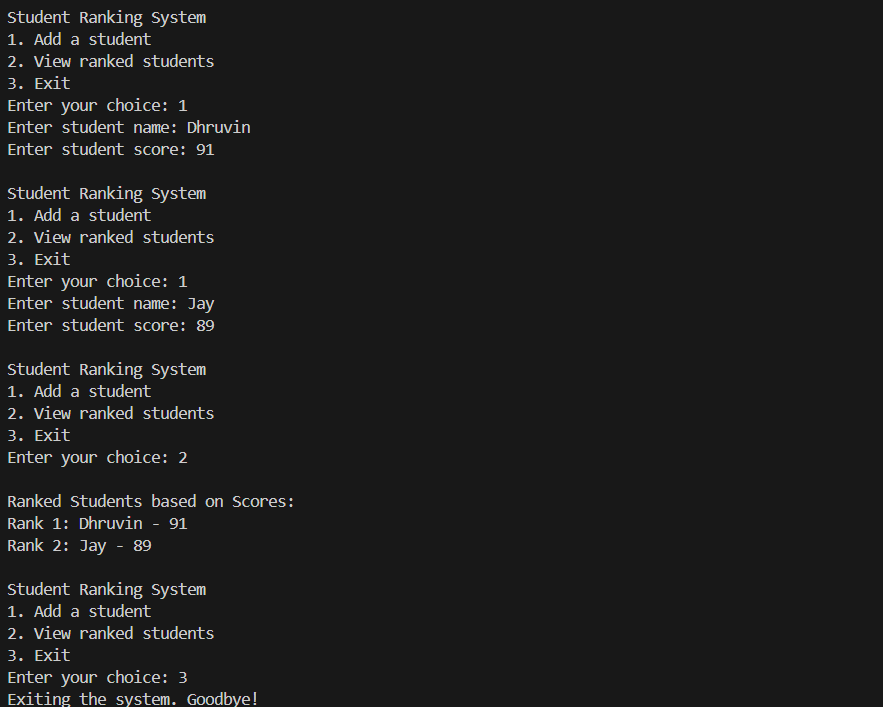 Student Ranking System
1. Add a student
2. View ranked students
3. Exit
Enter your choice: 1
Enter student name: Dhruvin
Enter student score: 91
Student Ranking System
1. Add a student
2. View ranked students
3. Exit
Enter your choice: 1
Enter student name: Jay
Enter student score: 89
Student Ranking System
1. Add a student
2. View ranked students
3. Exit
Enter your choice: 2
Ranked Students based on Scores:
Rank 1: Dhruvin - 91
Rank 2: Jay - 89
Student Ranking System
1. Add a student
2. View ranked students
3. Exit
Enter your choice: 3
Exiting the system. Goodbye!